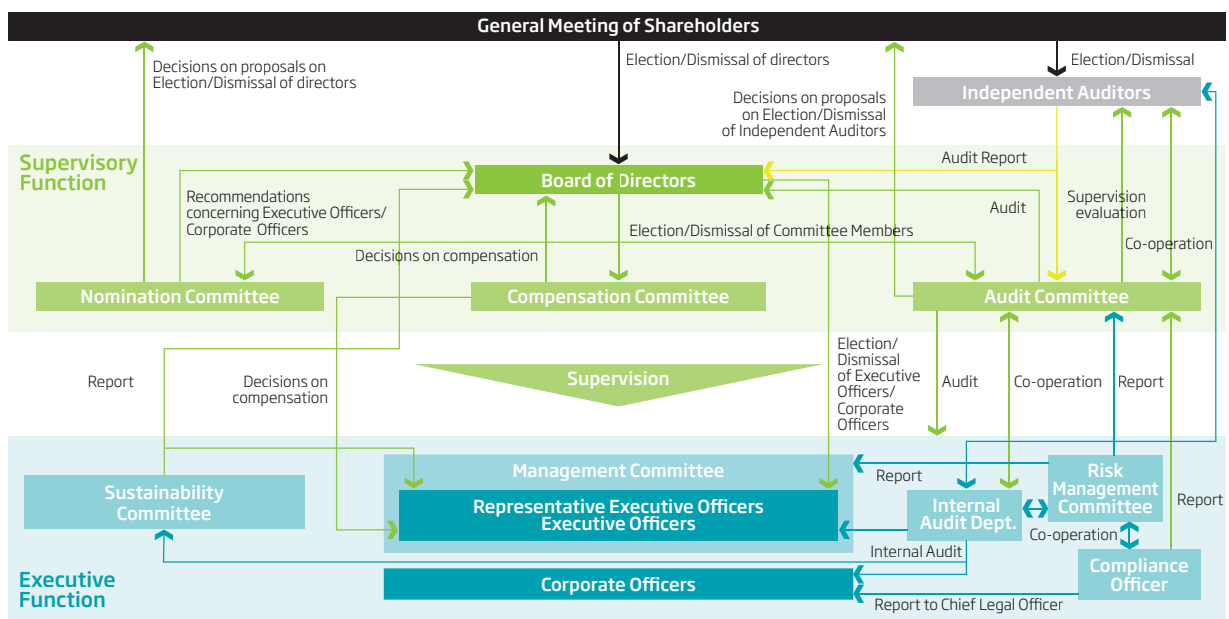 General Meeting of Shareholders
Decisions on proposals on
Election/Dismissal of directors
Election/Dismissal of directors
Decisions on proposals
on Election/Dismissal
of Independent Auditors
Election/Dismissal
Independent Auditors
Supervisory
Function
Board of Directors
Audit Report
Recommendations
concerning Executive Officers/
Corporate Officers
Audit
Supervision
evaluation
Election/Dismissal of Committee Members
Decisions on compensation
Co-operation
Nomination Committee
Compensation Committee
Audit Committee
Report
Decisions on
compensation
Supervision
Election/
Dismissal
of Executive
Officers/
Corporate
Officers
Audit
Co-operation
Report
Sustainability
Committee
Management Committee
Representative Executive Officers
Executive Officers
Report
Internal
Audit Dept.
Risk
Management
Committee
Report
Co-operation
Internal Audit
Executive
Function
Corporate Officers
Compliance
Officer
Report to Chief Legal Officer